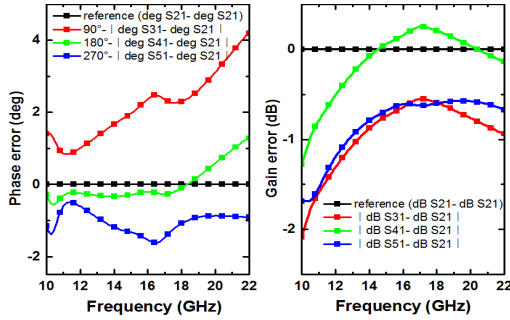 reference (deg S21- deg S21)
90°- | deg S31- deg S21 |
180°- | deg S41- deg S21 |
270°- | deg S51- deg S21 |
4
2
0
-2
Phase error (deg)
10 12 14 16 18 20 22
Frequency (GHz)
0
-1
-2
Gain error (dB)
reference (dB S21- dB S21)
| dB S31- dB S21 |
| dB S41- dB S21 |
| dB S51- dB S21 |
10 12 14 16 18 20 22
Frequency (GHz)